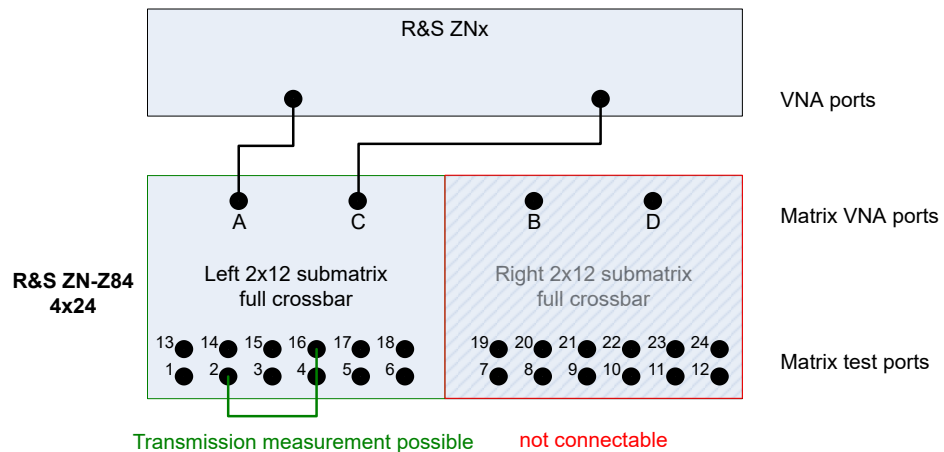 R&S ZNx
VNA ports
A
C
B
D
Matrix VNA ports
R&S ZN-Z84
4x24
Left 2x12 submatrix
full crossbar
Right 2x12 submatrix
full crossbar
13 14 15 16 17 18
19 20 21 22 23 24
1 2 3 4 5 6
7 8 9 10 11 12
Matrix test ports
Transmission measurement possible
not connectable